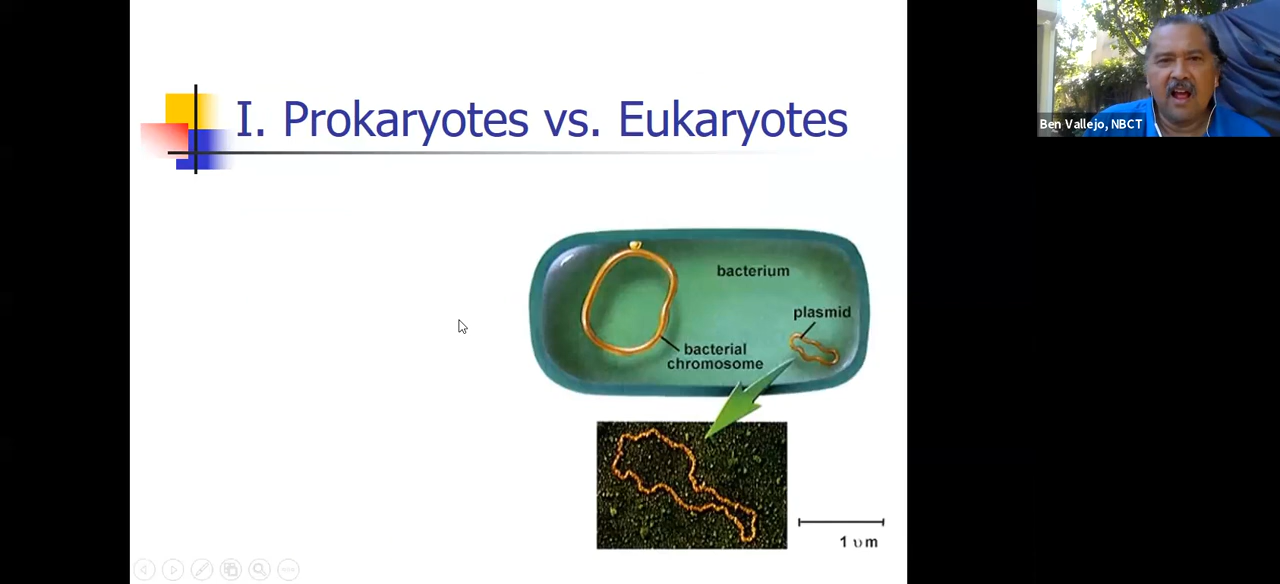 I. Prokaryotes vs. Eukaryotes
Ben Vallejo, NBCT
bacterium
plasmid
bacterial
chromosome
1 υm